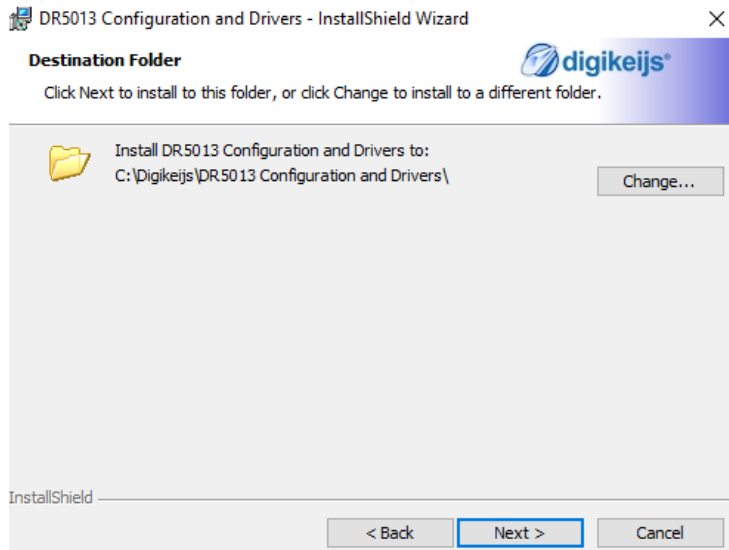 DR5013 Configuration and Drivers - InstallShield Wizard
Destination Folder
digikeijs®
Click Next to install to this folder, or click Change to install to a different folder.
Install DR5013 Configuration and Drivers to:
C:\Digikeijs\DR5013 Configuration and Drivers\
Change...
InstallShield
< Back
Next >
Cancel